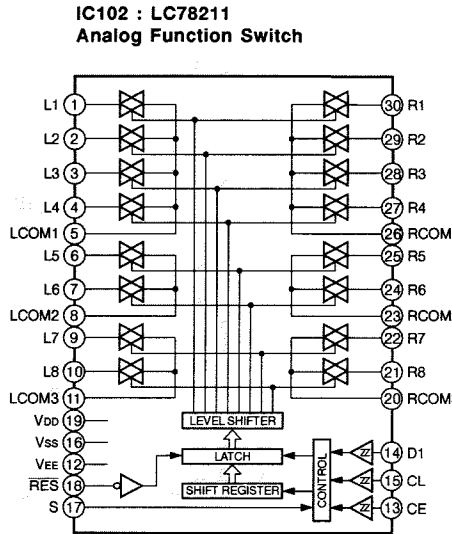 IC102 : LC78211
Analog Function Switch
L1 1 30 R1
L2 2 29 R2
L3 3 28 R3
L4 4 27 R4
LCOM1 5 26 RCOM
L5 6 25 R5
L6 7 24 R6
LCOM2 8 23 RCOM
L7 9 22 R7
L8 10 21 R8
LCOM3 11 20 RCOM
VDD 19 LEVEL SHIFTER
VSS 16 LATCH 14 D1
VEE 12
RES 18 SHIFT REGISTER CONTROL 15 CL
S 17 13 CE